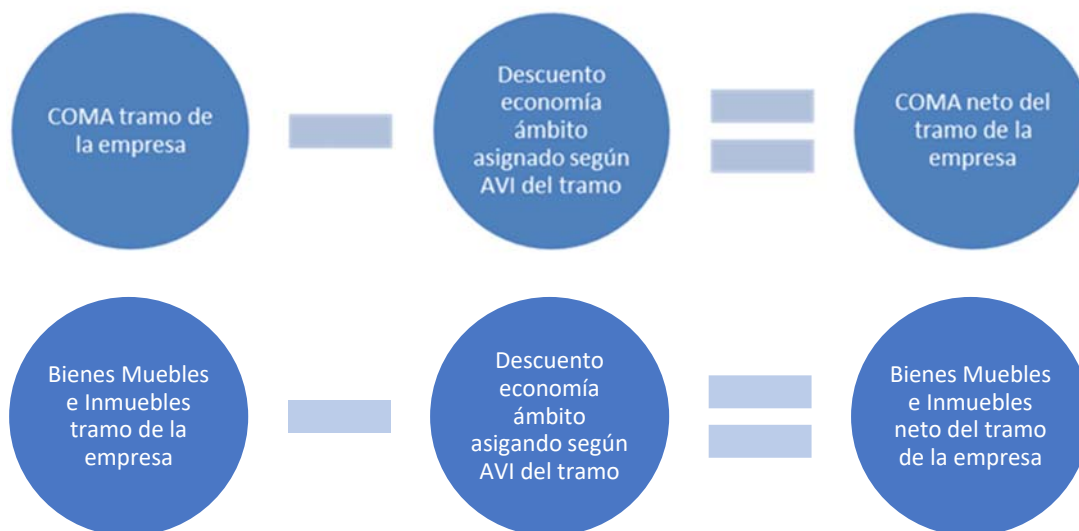 COMA tramo de
la empresa
Descuento
economía
ámbito
asignado según
AVI del tramo
COMA neto del
tramo de la
empresa
Bienes Muebles
e Inmuebles
tramo de la
empresa
Descuento
economía
ámbito
asigando según
AVI del tramo
Bienes Muebles
e Inmuebles
neto del tramo
de la empresa